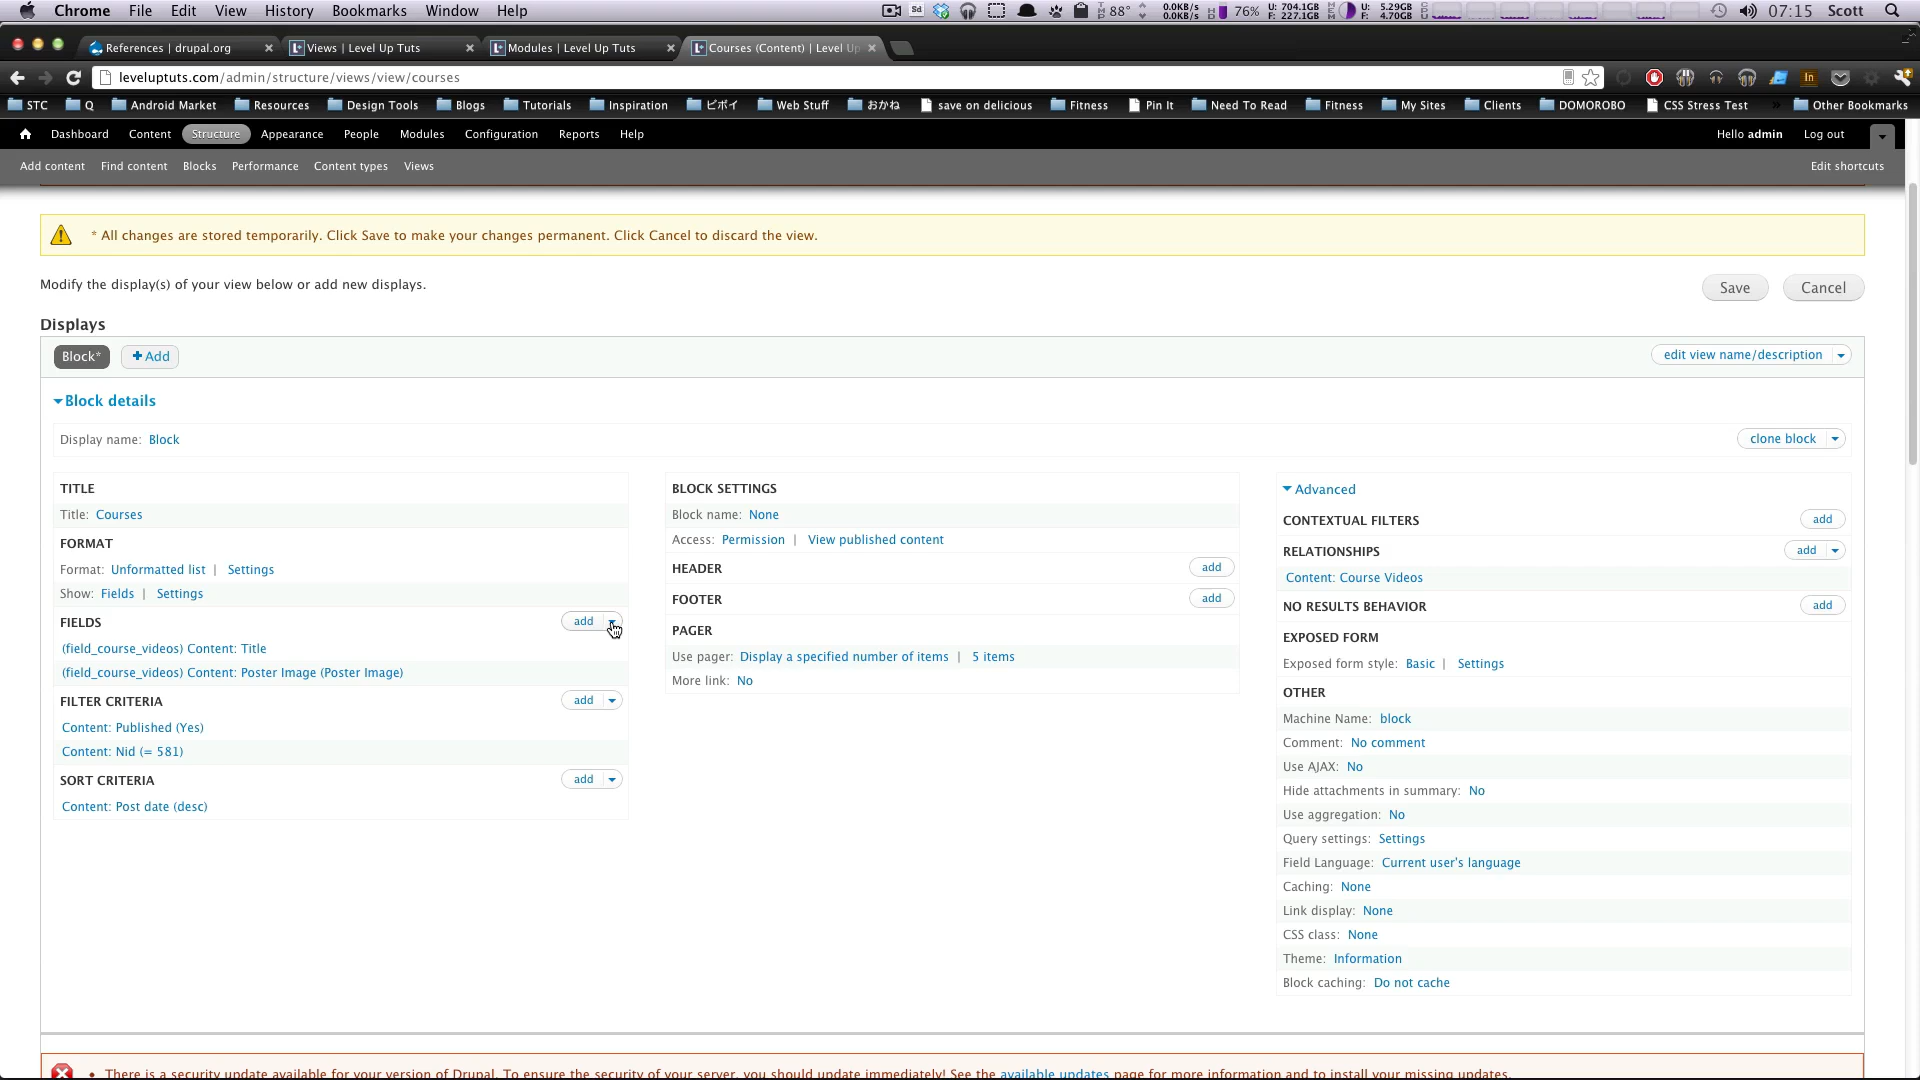 Chrome File Edit View History Bookmarks Window Help 88° 0.0KB/s 0.0KB/s 76% U: 704.1GB F: 227.1GB U: 5.29GB F: 4.70GB 07:15 Scott
References | drupal.org Views | Level Up Tuts Modules | Level Up Tuts Courses (Content) | Level Up
leveluptuts.com/admin/structure/views/view/courses
STC Q Android Market Resources Design Tools Blogs Tutorials Inspiration ビボイ Web Stuff おかね save on delicious Fitness Pin It Need To Read Fitness My Sites Clients DOMOROBO CSS Stress Test » Other Bookmarks
Dashboard Content Structure Appearance People Modules Configuration Reports Help Hello admin Log out
Add content Find content Blocks Performance Content types Views Edit shortcuts
* All changes are stored temporarily. Click Save to make your changes permanent. Click Cancel to discard the view.
Modify the display(s) of your view below or add new displays. Save Cancel
Displays
Block* Add edit view name/description
Block details
Display name: Block clone block
TITLE
Title: Courses
FORMAT
Format: Unformatted list | Settings
Show: Fields | Settings
FIELDS add
(field_course_videos) Content: Title
(field_course_videos) Content: Poster Image (Poster Image)
FILTER CRITERIA add
Content: Published (Yes)
Content: Nid (= 581)
SORT CRITERIA add
Content: Post date (desc)
BLOCK SETTINGS
Block name: None
Access: Permission | View published content
HEADER add
FOOTER add
PAGER
Use pager: Display a specified number of items | 5 items
More link: No
Advanced
CONTEXTUAL FILTERS add
RELATIONSHIPS add
Content: Course Videos
NO RESULTS BEHAVIOR add
EXPOSED FORM
Exposed form style: Basic | Settings
OTHER
Machine Name: block
Comment: No comment
Use AJAX: No
Hide attachments in summary: No
Use aggregation: No
Query settings: Settings
Field Language: Current user's language
Caching: None
Link display: None
CSS class: None
Theme: Information
Block caching: Do not cache
• There is a security update available for your version of Drupal. To ensure the security of your server, you should update immediately! See the available updates page for more information and to install your missing updates.